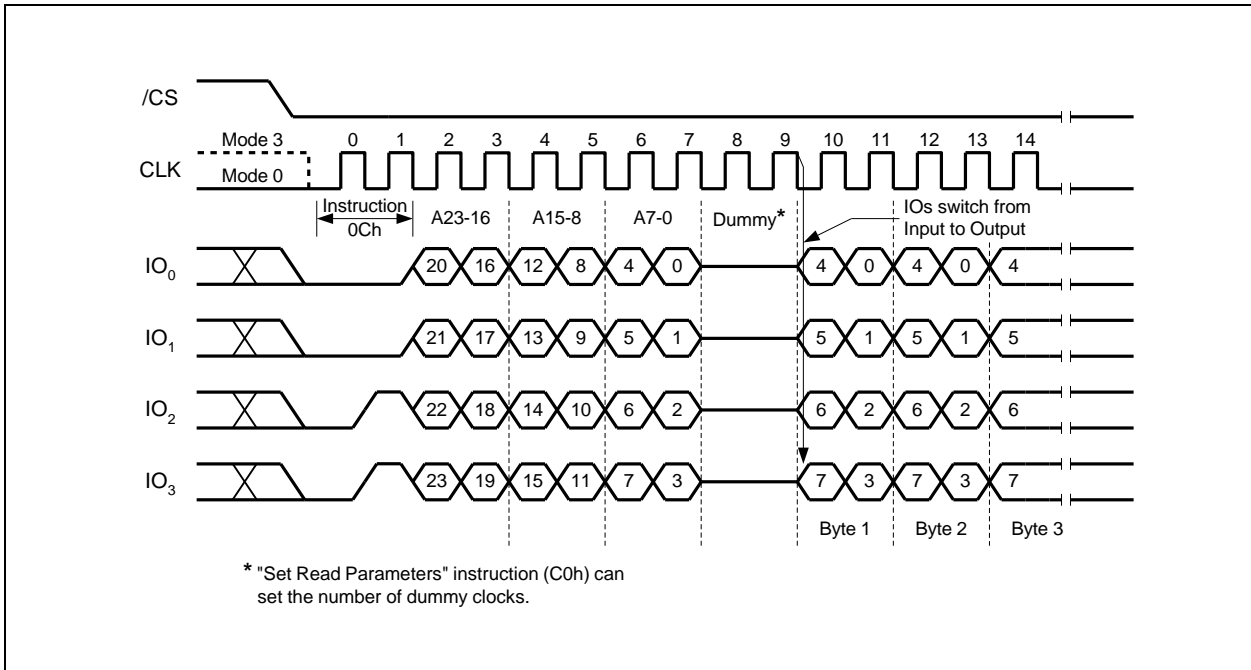 /CS
Mode 3 0 1 2 3 4 5 6 7 8 9 10 11 12 13 14
CLK Mode 0
Instruction A23-16 A15-8 A7-0 Dummy* IOs switch from
0Ch Input to Output
IO0 20 16 12 8 4 0 4 0 4 0 4
IO1 21 17 13 9 5 1 5 1 5 1 5
IO2 22 18 14 10 6 2 6 2 6 2 6
IO3 23 19 15 11 7 3 7 3 7 3 7
Byte 1 Byte 2 Byte 3
* "Set Read Parameters" instruction (C0h) can
set the number of dummy clocks.